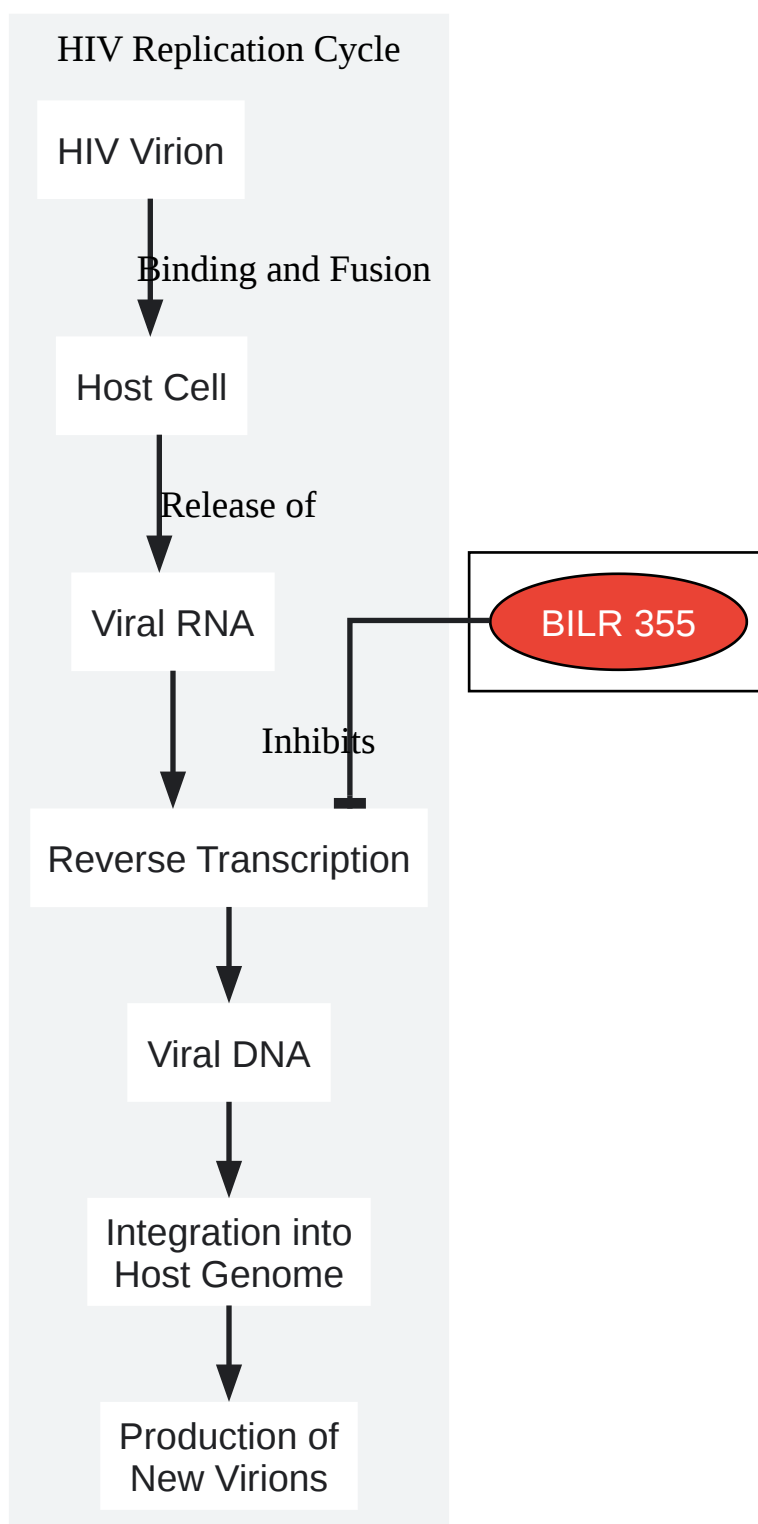 HIV Replication Cycle
HIV Virion
Binding and Fusion
Host Cell
Release of
Viral RNA
BILR 355
Inhibits
Reverse Transcription
Viral DNA
Integration into
Host Genome
Production of
New Virions